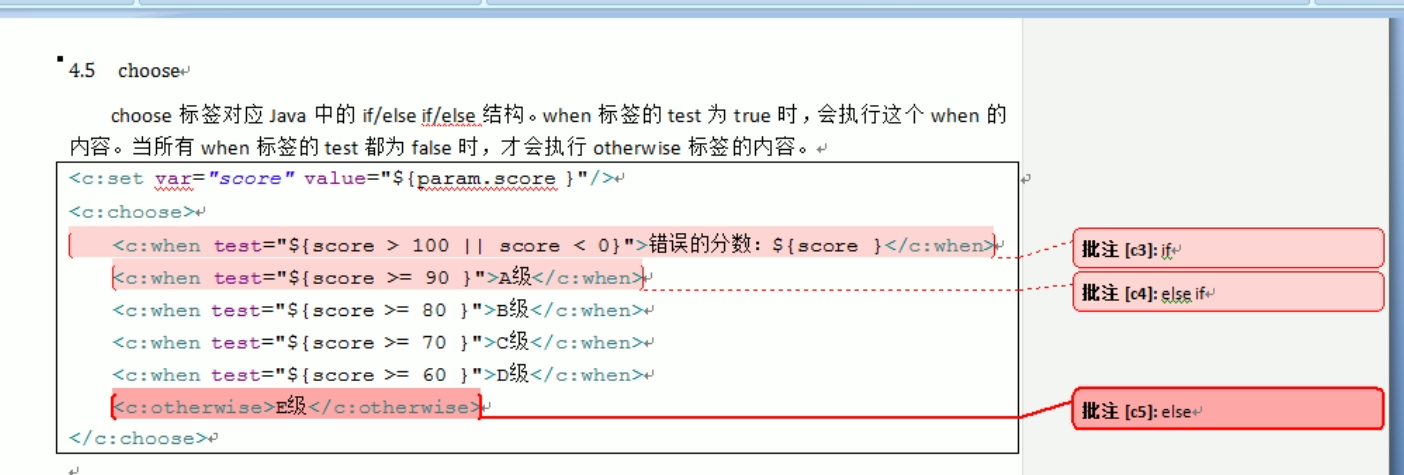 4.5 choose
choose 标签对应 Java 中的 if/else if/else 结构。when 标签的 test 为 true 时，会执行这个 when 的
内容。当所有 when 标签的 test 都为 false 时，才会执行 otherwise 标签的内容。
<c:set var="score" value="${param.score }"/>
<c:choose>
<c:when test="${score > 100 || score < 0}">错误的分数：${score }</c:when>
批注 [c3]: if
<c:when test="${score >= 90 }">A级</c:when>
批注 [c4]: else if
<c:when test="${score >= 80 }">B级</c:when>
<c:when test="${score >= 70 }">C级</c:when>
<c:when test="${score >= 60 }">D级</c:when>
<c:otherwise>E级</c:otherwise>
批注 [c5]: else
</c:choose>